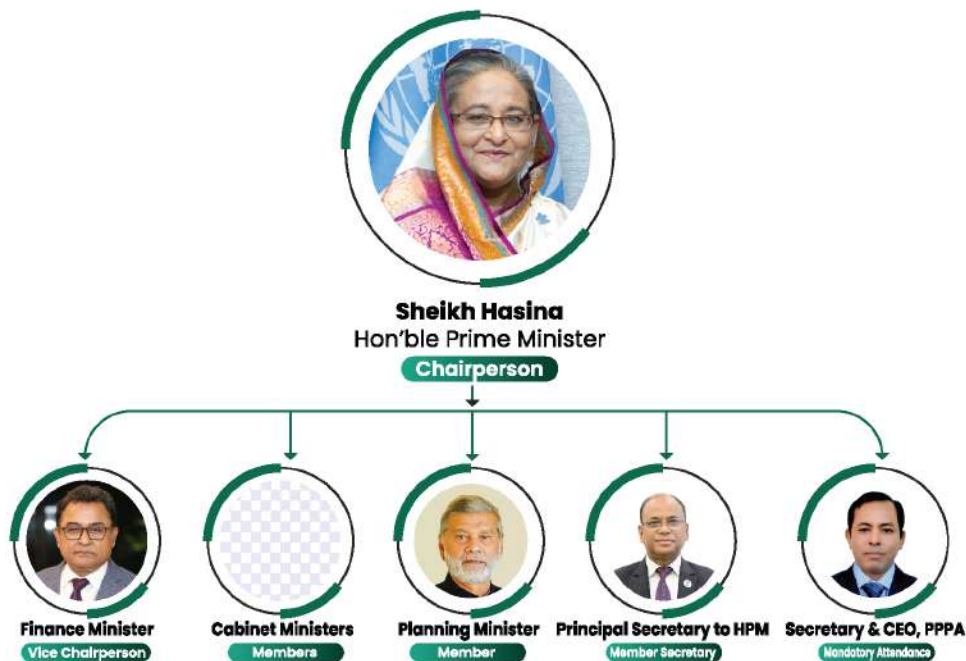 Sheikh Hasina
Hon'ble Prime Minister
Chairperson
Finance Minister
Vice Chairperson
Cabinet Ministers
Members
Planning Minister
Member
Principal Secretary to HPM
Member Secretary
Secretary & CEO, PPPA
Mandatory Attendance